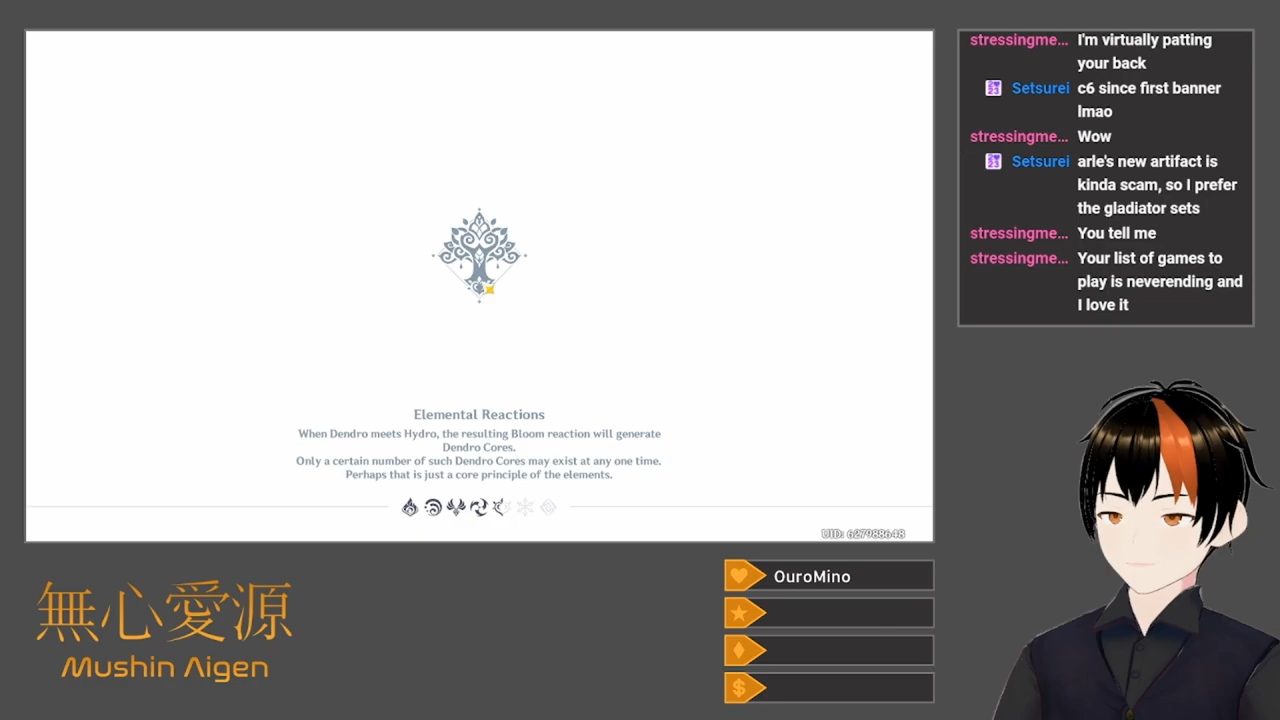 stressingme… I'm virtually patting
your back
Setsurei c6 since first banner
lmao
stressingme… Wow
Setsurei arle's new artifact is
kinda scam, so I prefer
the gladiator sets
stressingme… You tell me
stressingme… Your list of games to
play is neverending and
I love it
Elemental Reactions
When Dendro meets Hydro, the resulting Bloom reaction will generate
Dendro Cores.
Only a certain number of such Dendro Cores may exist at any one time.
Perhaps that is just a core principle of the elements.
UID: 627988648
OuroMino
無心愛源
Mushin Aigen